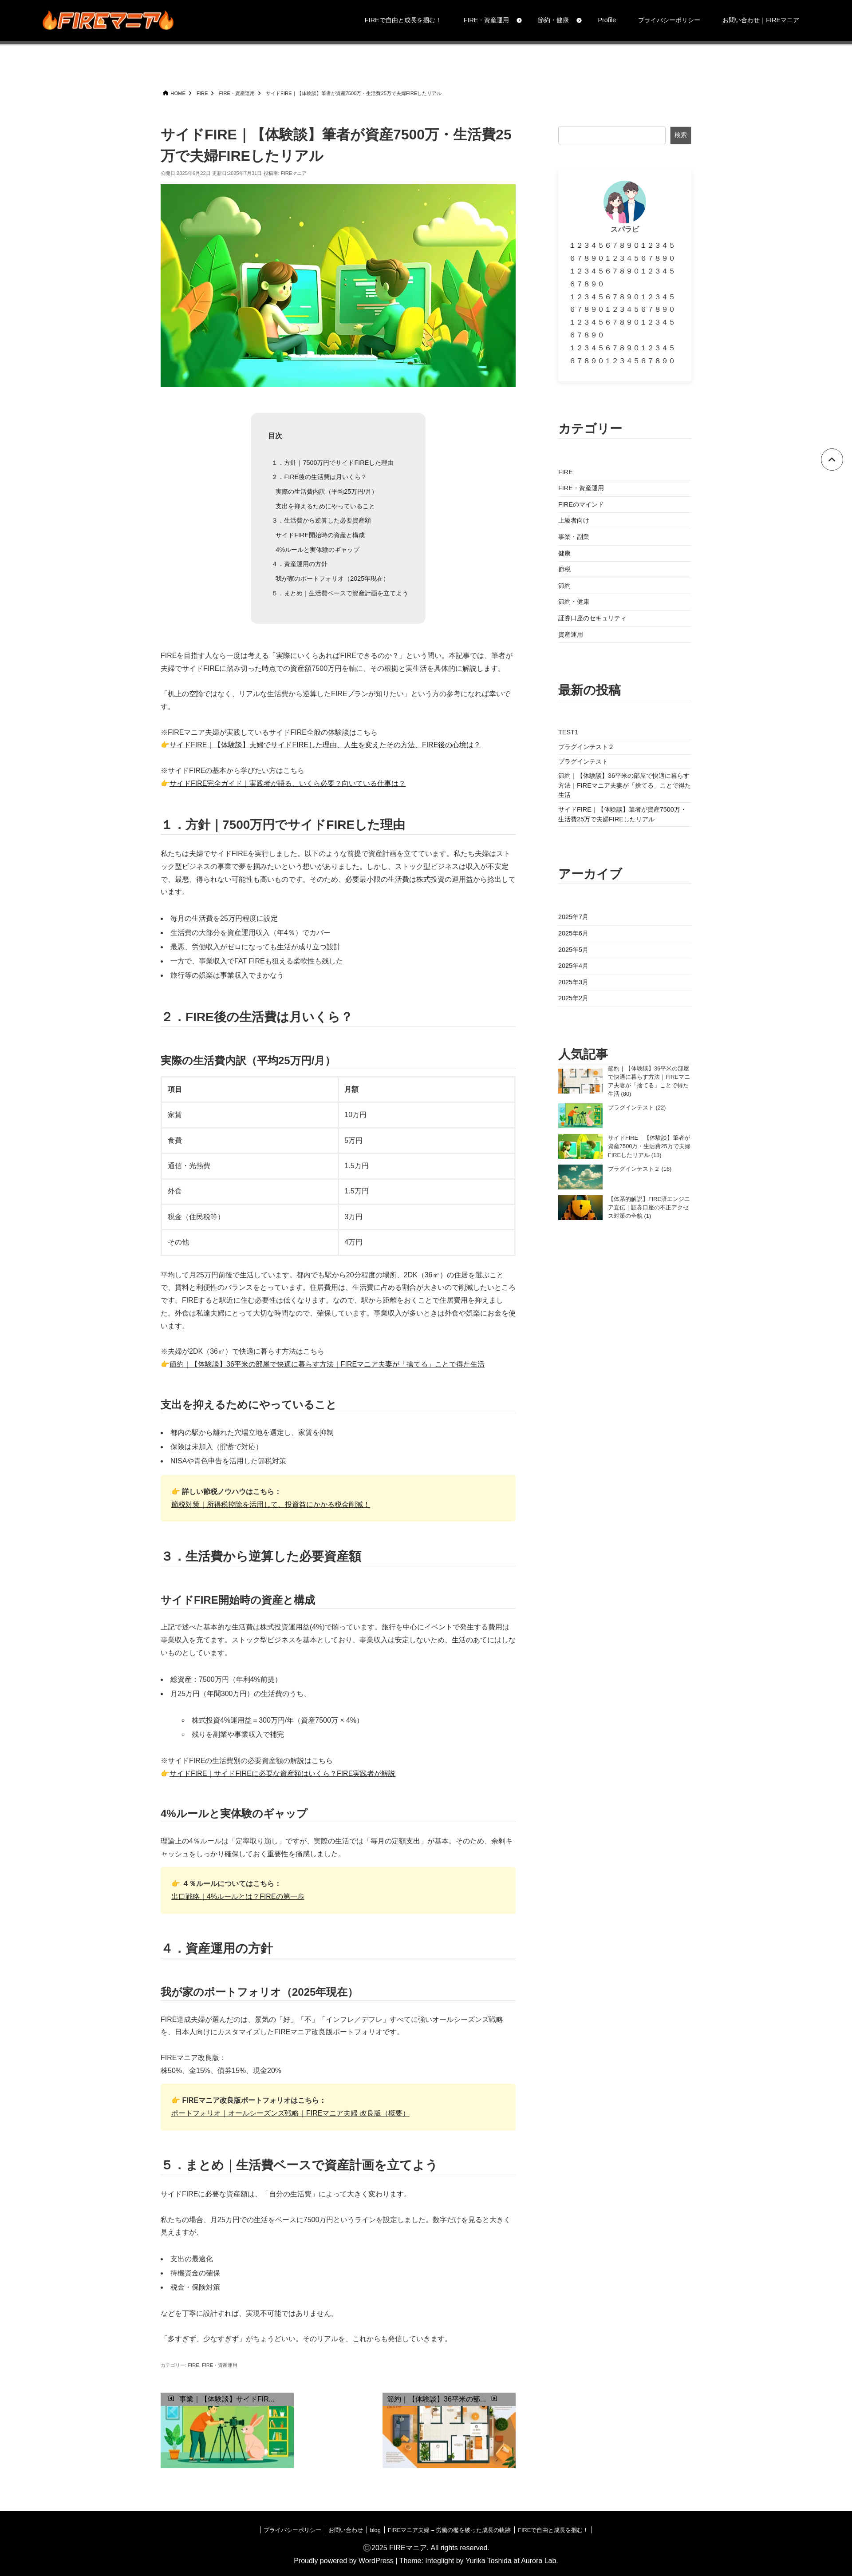 FIREマニア
FIREで自由と成長を掴む！
FIRE・資産運用
節約・健康
Profile
プライバシーポリシー
お問い合わせ｜FIREマニア
HOME
FIRE
FIRE・資産運用
サイドFIRE｜【体験談】筆者が資産7500万・生活費25万で夫婦FIREしたリアル
サイドFIRE｜【体験談】筆者が資産7500万・生活費25
万で夫婦FIREしたリアル
公開日:2025年6月22日 更新日:2025年7月31日 投稿者: FIREマニア
目次
１．方針｜7500万円でサイドFIREした理由
２．FIRE後の生活費は月いくら？
実際の生活費内訳（平均25万円/月）
支出を抑えるためにやっていること
３．生活費から逆算した必要資産額
サイドFIRE開始時の資産と構成
4%ルールと実体験のギャップ
４．資産運用の方針
我が家のポートフォリオ（2025年現在）
５．まとめ｜生活費ベースで資産計画を立てよう
FIREを目指す人なら一度は考える「実際にいくらあればFIREできるのか？」という問い。本記事では、筆者が
夫婦でサイドFIREに踏み切った時点での資産額7500万円を軸に、その根拠と実生活を具体的に解説します。
「机上の空論ではなく、リアルな生活費から逆算したFIREプランが知りたい」という方の参考になれば幸いで
す。
※FIREマニア夫婦が実践しているサイドFIRE全般の体験談はこちら
👉サイドFIRE｜【体験談】夫婦でサイドFIREした理由、人生を変えたその方法、FIRE後の心境は？
※サイドFIREの基本から学びたい方はこちら
👉サイドFIRE完全ガイド｜実践者が語る、いくら必要？向いている仕事は？
１．方針｜7500万円でサイドFIREした理由
私たちは夫婦でサイドFIREを実行しました。以下のような前提で資産計画を立てています。私たち夫婦はストッ
ク型ビジネスの事業で夢を掴みたいという想いがありました。しかし、ストック型ビジネスは収入が不安定
で、最悪、得られない可能性も高いものです。そのため、必要最小限の生活費は株式投資の運用益から捻出して
います。
• 毎月の生活費を25万円程度に設定
• 生活費の大部分を資産運用収入（年4％）でカバー
• 最悪、労働収入がゼロになっても生活が成り立つ設計
• 一方で、事業収入でFAT FIREも狙える柔軟性も残した
• 旅行等の娯楽は事業収入でまかなう
２．FIRE後の生活費は月いくら？
実際の生活費内訳（平均25万円/月）
項目 月額
家賃 10万円
食費 5万円
通信・光熱費 1.5万円
外食 1.5万円
税金（住民税等） 3万円
その他 4万円
平均して月25万円前後で生活しています。都内でも駅から20分程度の場所、2DK（36㎡）の住居を選ぶこと
で、賃料と利便性のバランスをとっています。住居費用は、生活費に占める割合が大きいので削減したいところ
です。FIREすると駅近に住む必要性は低くなります。なので、駅から距離をおくことで住居費用を抑えまし
た。外食は私達夫婦にとって大切な時間なので、確保しています。事業収入が多いときは外食や娯楽にお金を使
います。
※夫婦が2DK（36㎡）で快適に暮らす方法はこちら
👉節約｜【体験談】36平米の部屋で快適に暮らす方法｜FIREマニア夫妻が「捨てる」ことで得た生活
支出を抑えるためにやっていること
• 都内の駅から離れた穴場立地を選定し、家賃を抑制
• 保険は未加入（貯蓄で対応）
• NISAや青色申告を活用した節税対策
👉 詳しい節税ノウハウはこちら：
節税対策｜所得税控除を活用して、投資益にかかる税金削減！
３．生活費から逆算した必要資産額
サイドFIRE開始時の資産と構成
上記で述べた基本的な生活費は株式投資運用益(4%)で賄っています。旅行を中心にイベントで発生する費用は
事業収入を充てます。ストック型ビジネスを基本としており、事業収入は安定しないため、生活のあてにはしな
いものとしています。
• 総資産：7500万円（年利4%前提）
• 月25万円（年間300万円）の生活費のうち、
◦ 株式投資4%運用益＝300万円/年（資産7500万 × 4%）
◦ 残りを副業や事業収入で補完
※サイドFIREの生活費別の必要資産額の解説はこちら
👉サイドFIRE｜サイドFIREに必要な資産額はいくら？FIRE実践者が解説
4%ルールと実体験のギャップ
理論上の4％ルールは「定率取り崩し」ですが、実際の生活では「毎月の定額支出」が基本。そのため、余剰キ
ャッシュをしっかり確保しておく重要性を痛感しました。
👉 ４％ルールについてはこちら：
出口戦略｜4%ルールとは？FIREの第一歩
４．資産運用の方針
我が家のポートフォリオ（2025年現在）
FIRE達成夫婦が選んだのは、景気の「好」「不」「インフレ／デフレ」すべてに強いオールシーズンズ戦略
を、日本人向けにカスタマイズしたFIREマニア改良版ポートフォリオです。
FIREマニア改良版：
株50%、金15%、債券15%、現金20%
👉 FIREマニア改良版ポートフォリオはこちら：
ポートフォリオ｜オールシーズンズ戦略｜FIREマニア夫婦 改良版（概要）
５．まとめ｜生活費ベースで資産計画を立てよう
サイドFIREに必要な資産額は、「自分の生活費」によって大きく変わります。
私たちの場合、月25万円での生活をベースに7500万円というラインを設定しました。数字だけを見ると大きく
見えますが、
• 支出の最適化
• 待機資金の確保
• 税金・保険対策
などを丁寧に設計すれば、実現不可能ではありません。
「多すぎず、少なすぎず」がちょうどいい。そのリアルを、これからも発信していきます。
カテゴリー: FIRE, FIRE・資産運用
事業｜【体験談】サイドFIR...
節約｜【体験談】36平米の部...
検索
スバラビ
１２３４５６７８９０１２３４５
６７８９０１２３４５６７８９０
１２３４５６７８９０１２３４５
６７８９０
１２３４５６７８９０１２３４５
６７８９０１２３４５６７８９０
１２３４５６７８９０１２３４５
６７８９０
１２３４５６７８９０１２３４５
６７８９０１２３４５６７８９０
カテゴリー
FIRE
FIRE・資産運用
FIREのマインド
上級者向け
事業・副業
健康
節税
節約
節約・健康
証券口座のセキュリティ
資産運用
最新の投稿
TEST1
プラグインテスト２
プラグインテスト
節約｜【体験談】36平米の部屋で快適に暮らす
方法｜FIREマニア夫妻が「捨てる」ことで得た
生活
サイドFIRE｜【体験談】筆者が資産7500万・
生活費25万で夫婦FIREしたリアル
アーカイブ
2025年7月
2025年6月
2025年5月
2025年4月
2025年3月
2025年2月
人気記事
節約｜【体験談】36平米の部屋
で快適に暮らす方法｜FIREマニ
ア夫妻が「捨てる」ことで得た
生活 (80)
プラグインテスト (22)
サイドFIRE｜【体験談】筆者が
資産7500万・生活費25万で夫婦
FIREしたリアル (18)
プラグインテスト２ (16)
【体系的解説】FIRE済エンジニ
ア直伝｜証券口座の不正アクセ
ス対策の全貌 (1)
プライバシーポリシー
お問い合わせ
blog
FIREマニア夫婦 – 労働の檻を破った成長の軌跡
FIREで自由と成長を掴む！
Ⓒ2025 FIREマニア. All rights reserved.
Proudly powered by WordPress | Theme: Integlight by Yurika Toshida at Aurora Lab.